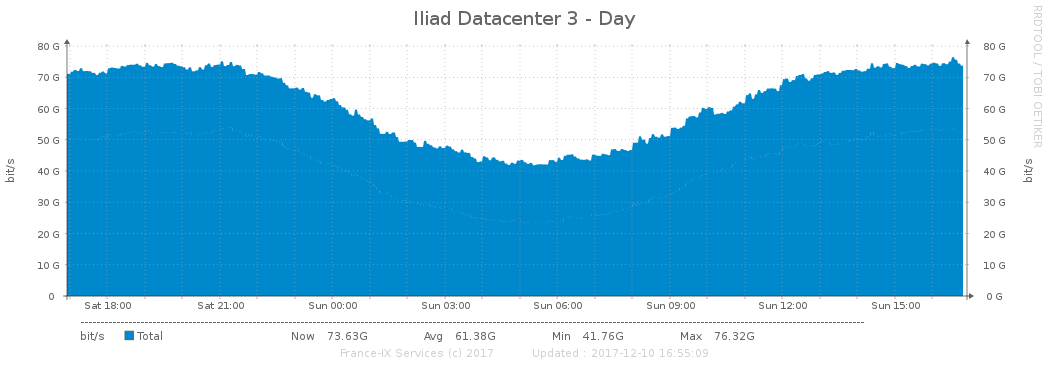 Iliad Datacenter 3 - Day
RRDTOOL / TOBI OETIKER
80 G 80 G
70 G 70 G
60 G 60 G
50 G 50 G
40 G 40 G
30 G 30 G
20 G 20 G
10 G 10 G
0 0 G
bit/s bit/s
Sat 18:00 Sat 21:00 Sun 00:00 Sun 03:00 Sun 06:00 Sun 09:00 Sun 12:00 Sun 15:00
bit/s Total Now 73.63G Avg 61.38G Min 41.76G Max 76.32G
France-IX Services (c) 2017 Updated : 2017-12-10 16:55:09